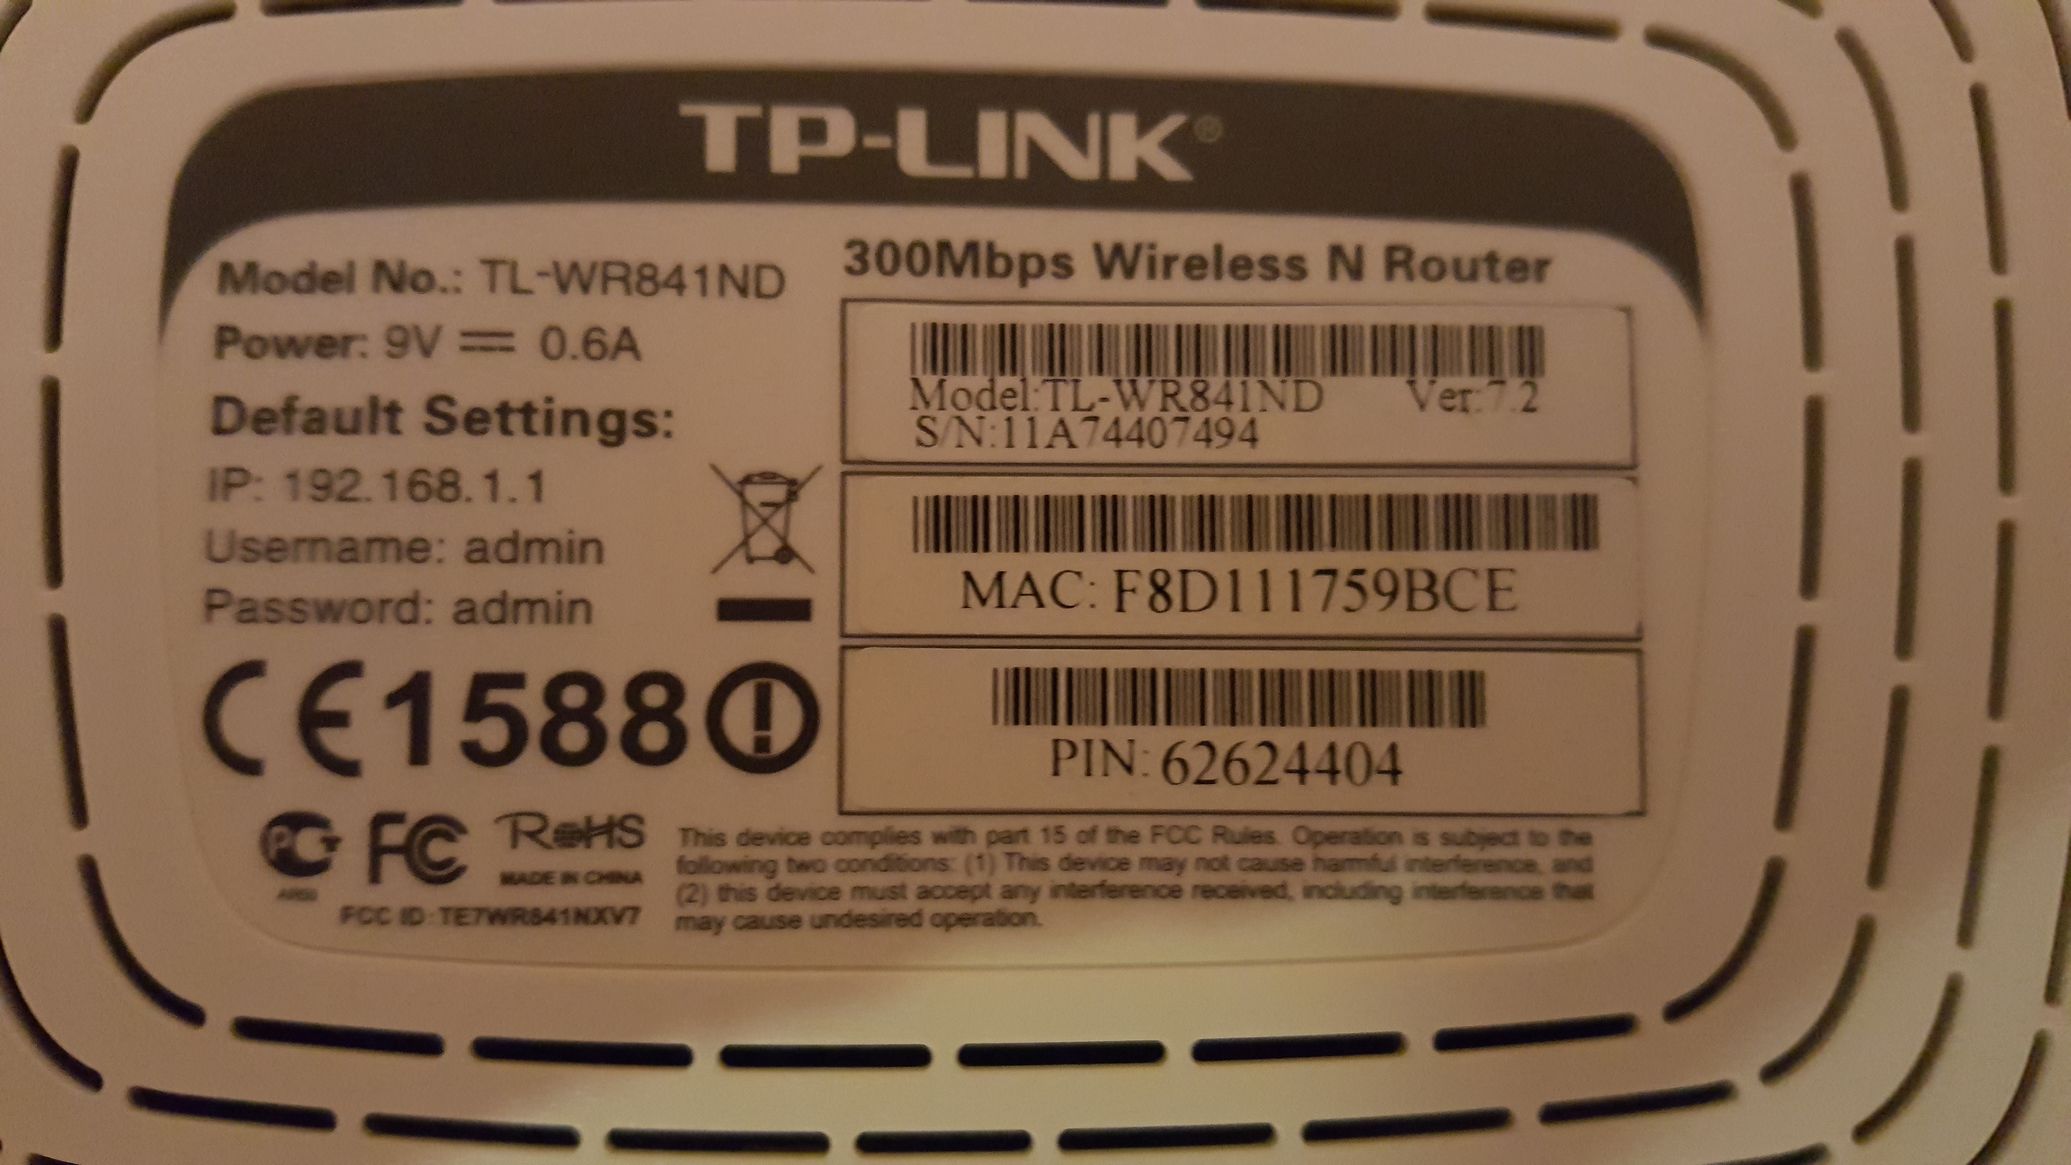 TP-LINK®
Model No.: TL-WR841ND
Power: 9V ⎓ 0.6A
Default Settings:
IP: 192.168.1.1
Username: admin
Password: admin
CE1588
300Mbps Wireless N Router
Model:TL-WR841ND Ver:7.2
S/N:11A74407494
MAC: F8D111759BCE
PIN: 62624404
FC RoHS
MADE IN CHINA
FCC ID: TE7WR841NXV7
This device complies with part 15 of the FCC Rules. Operation is subject to the
following two conditions: (1) This device may not cause harmful interference, and
(2) this device must accept any interference received, including interference that
may cause undesired operation.